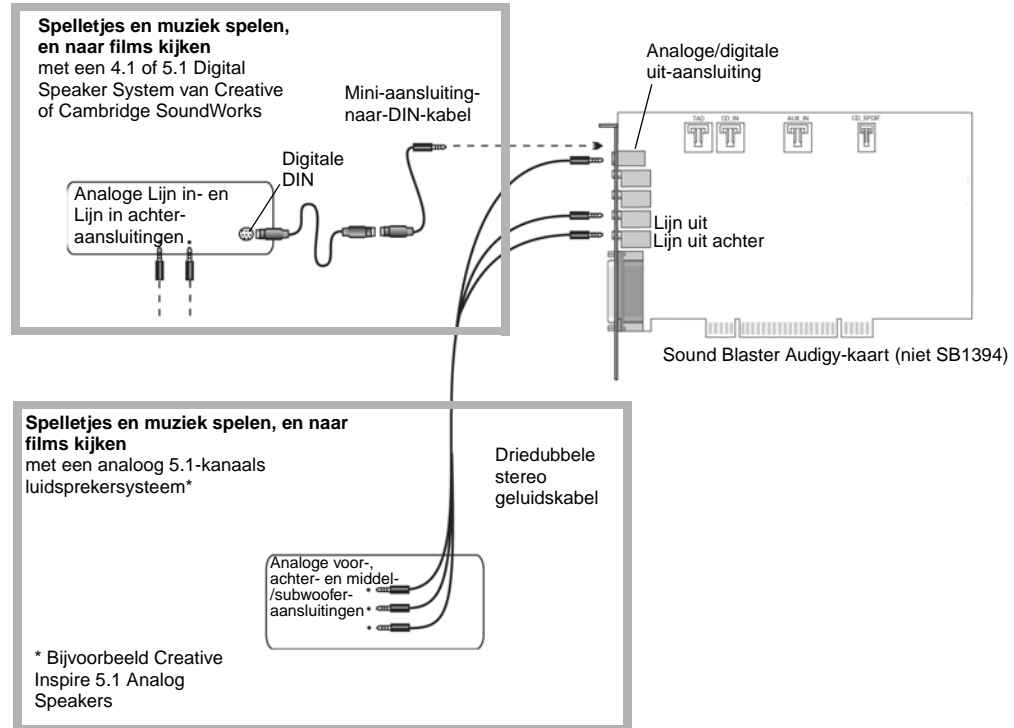 Spelletjes en muziek spelen,
en naar films kijken
met een 4.1 of 5.1 Digital
Speaker System van Creative
of Cambridge SoundWorks
Mini-aansluiting-
naar-DIN-kabel
Digitale
DIN
Analoge Lijn in- en
Lijn in achter-
aansluitingen
Analoge/digitale
uit-aansluiting
TAD
CD_IN
AUX_IN
CD_SPDIF
Lijn uit
Lijn uit achter
Sound Blaster Audigy-kaart (niet SB1394)
Spelletjes en muziek spelen, en naar
films kijken
met een analoog 5.1-kanaals
luidsprekersysteem*
Driedubbele
stereo
geluidskabel
Analoge voor-,
achter- en middel-
/subwoofer-
aansluitingen
* Bijvoorbeeld Creative
Inspire 5.1 Analog
Speakers